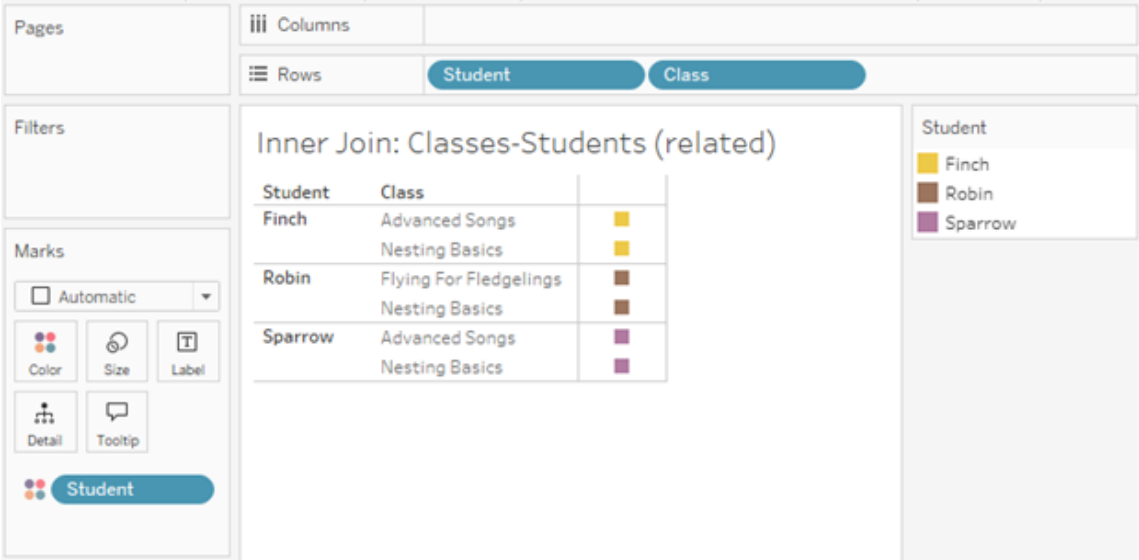 Pages
Columns
Rows
Student
Class
Filters
Inner Join: Classes-Students (related)
Student Class
Finch Advanced Songs
Nesting Basics
Robin Flying For Fledgelings
Nesting Basics
Sparrow Advanced Songs
Nesting Basics
Student
Finch
Robin
Sparrow
Marks
Automatic
Color Size Label
Detail Tooltip
Student